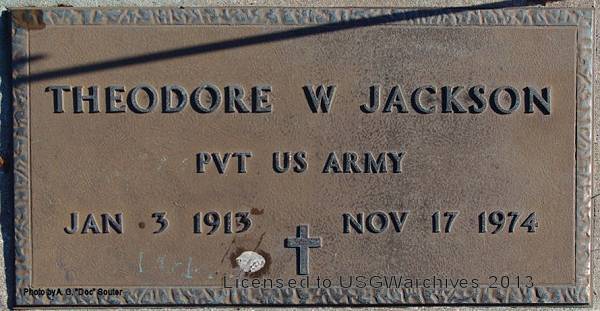 THEODORE W JACKSON
PVT US ARMY
JAN 3 1913 NOV 17 1974
Licensed to USGWarchives 2013
Photo by A. G. "Doc" Souter